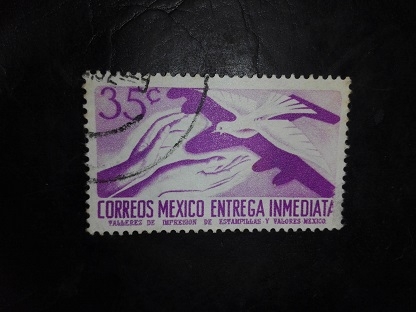 35c
CORREOS MEXICO ENTREGA INMEDIATA
TALLERES DE IMPRESION DE ESTAMPILLAS Y VALORES MEXICO